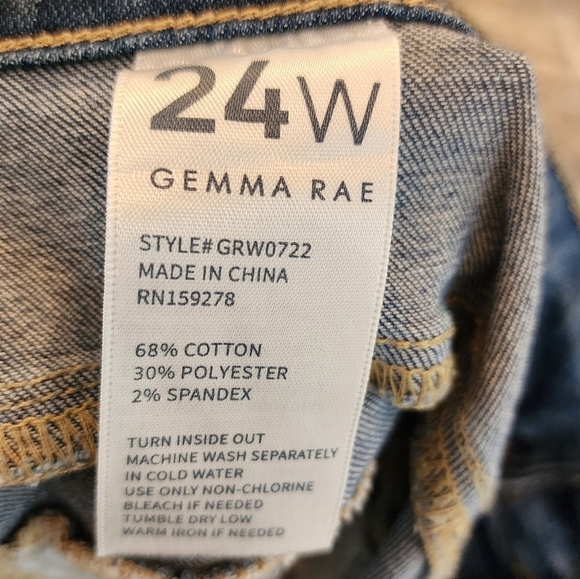 24W
GEMMA RAE
STYLE# GRW0722
MADE IN CHINA
RN159278
68% COTTON
30% POLYESTER
2% SPANDEX
TURN INSIDE OUT
MACHINE WASH SEPARATELY
IN COLD WATER
USE ONLY NON-CHLORINE
BLEACH IF NEEDED
TUMBLE DRY LOW
WARM IRON IF NEEDED